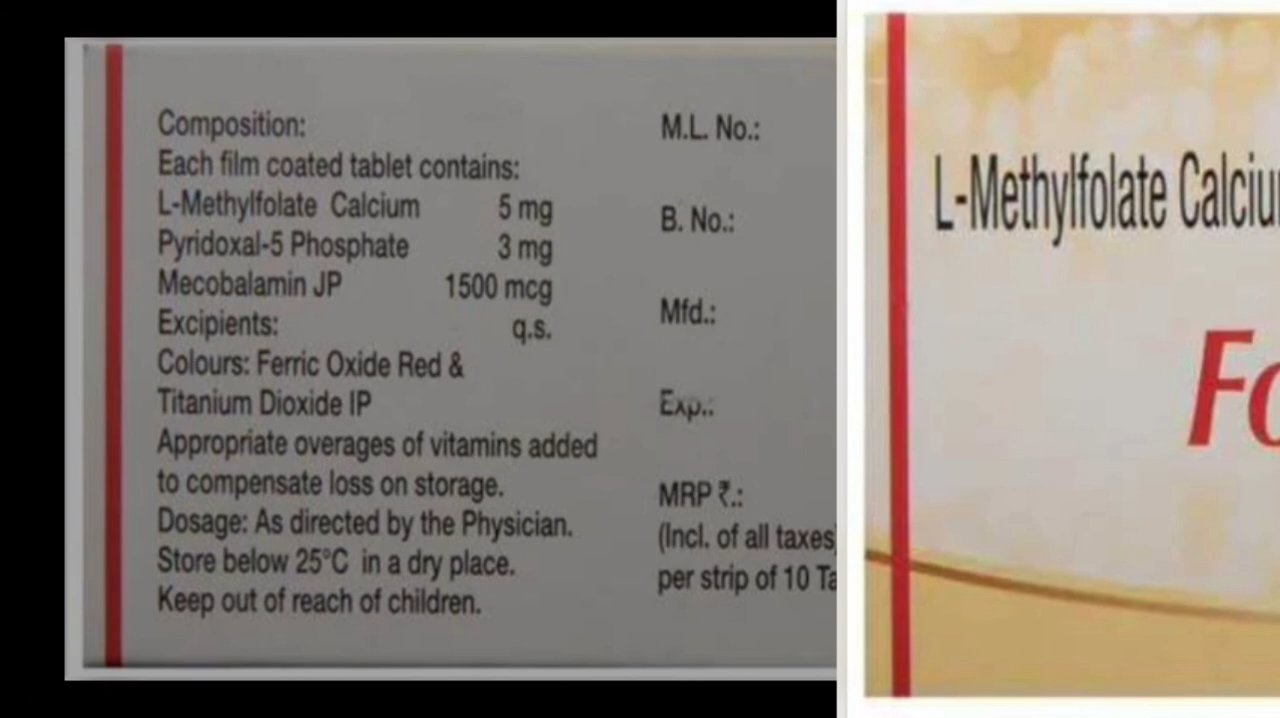 Composition:
Each film coated tablet contains:
L-Methylfolate Calcium 5 mg
Pyridoxal-5 Phosphate 3 mg
Mecobalamin JP 1500 mcg
Excipients: q.s.
Colours: Ferric Oxide Red &
Titanium Dioxide IP
Appropriate overages of vitamins added
to compensate loss on storage.
Dosage: As directed by the Physician.
Store below 25°C in a dry place.
Keep out of reach of children.
M.L. No.:
B. No.:
Mfd.:
Exp.:
MRP ₹.:
(Incl. of all taxes)
per strip of 10 Ta
L-Methylfolate Calciu
Fo